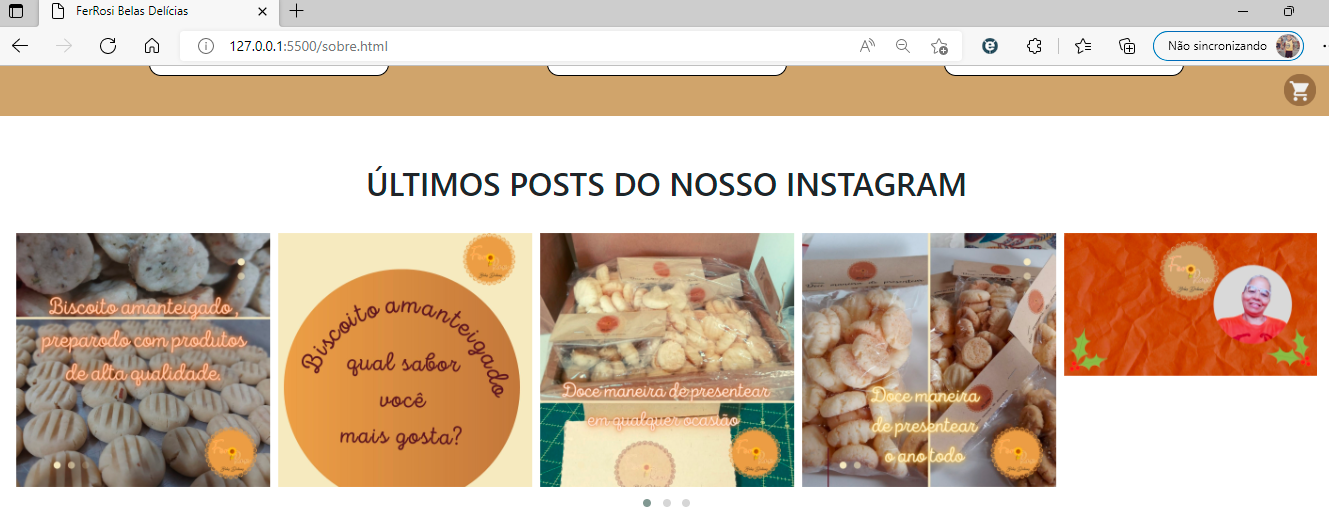 FerRosi Belas Delícias
127.0.0.1:5500/sobre.html
Não sincronizando
ÚLTIMOS POSTS DO NOSSO INSTAGRAM
Biscoito amanteigado,
preparado com produtos
de alta qualidade.
Biscoito amanteigado
qual sabor
você
mais gosta?
Doce maneira de presentear
em qualquer ocasião
Doce maneira
de presentear
o ano todo